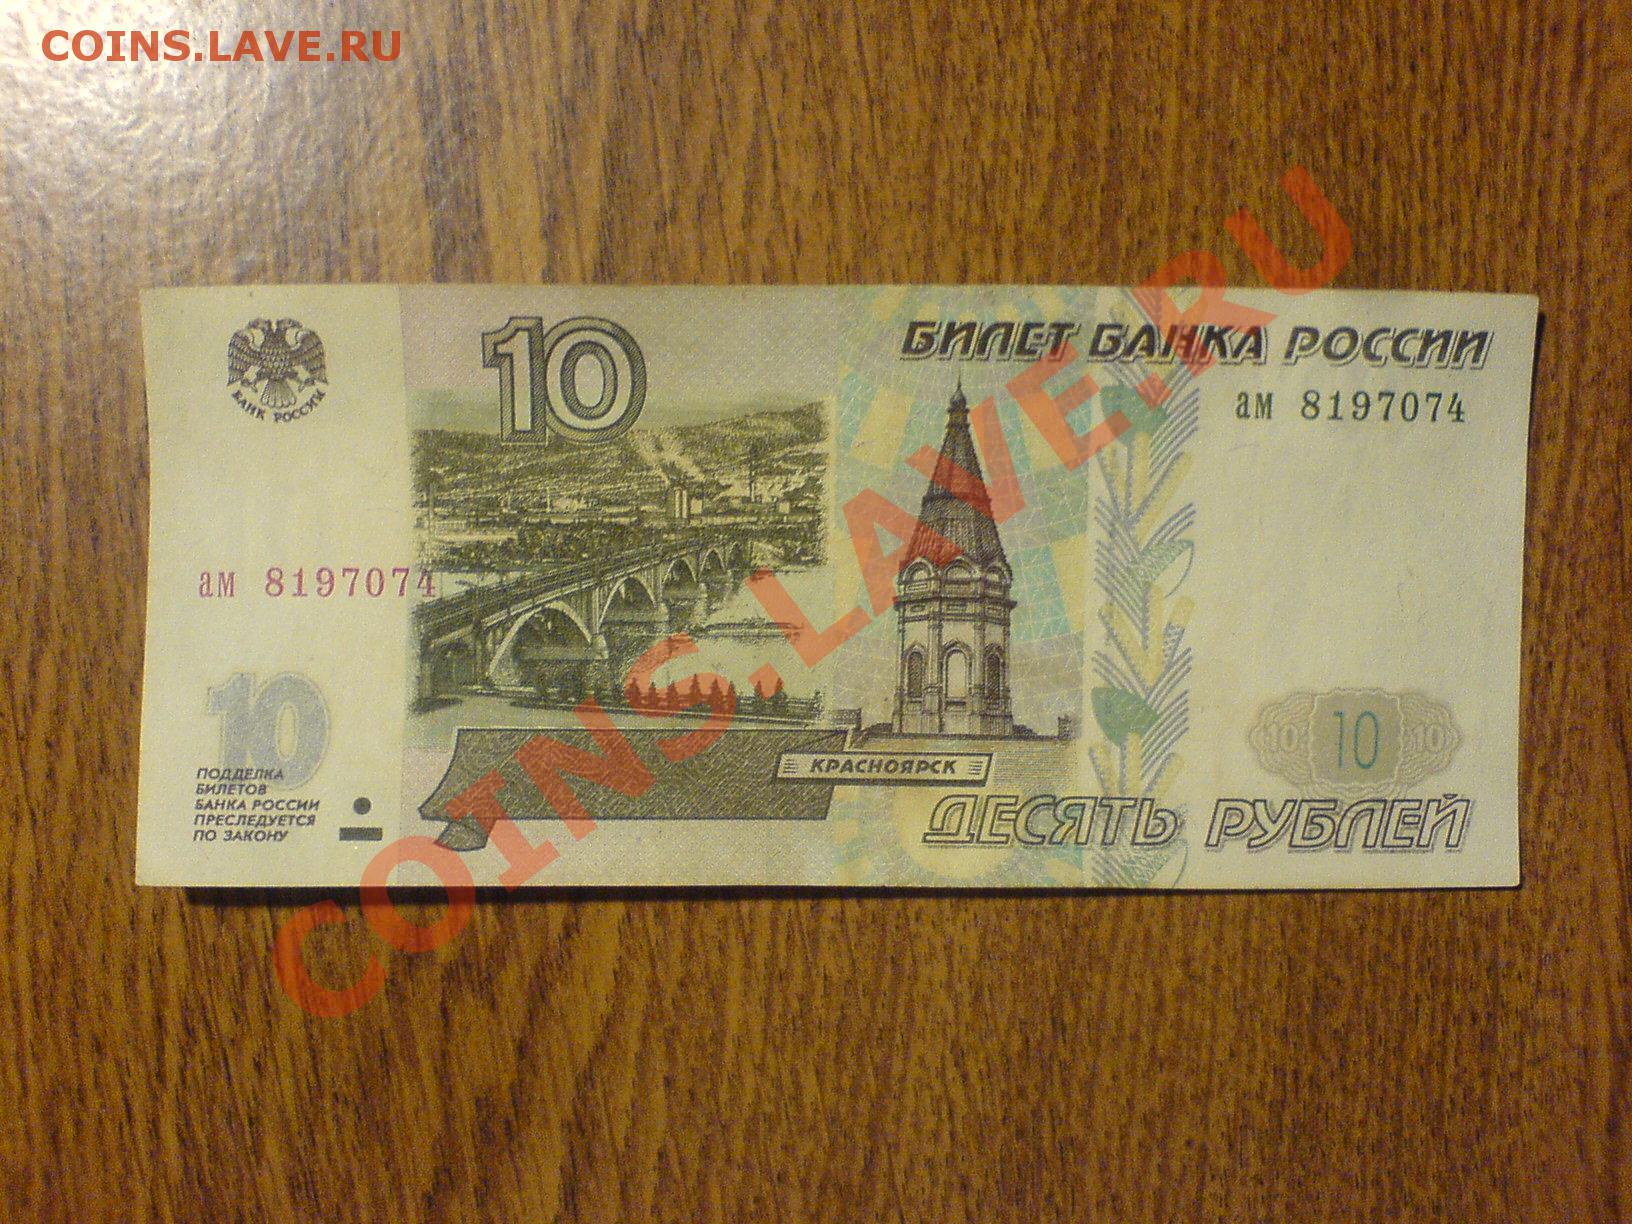 COINS.LAVE.RU
10
БИЛЕТ БАНКА РОССИИ
ам 8197074
БАНК РОССИИ
ам 8197074
10
ПОДДЕЛКА
БИЛЕТОВ
БАНКА РОССИИ
ПРЕСЛЕДУЕТСЯ
ПО ЗАКОНУ
КРАСНОЯРСК
10 10 10
ДЕСЯТЬ РУБЛЕЙ
COINS.LAVE.RU